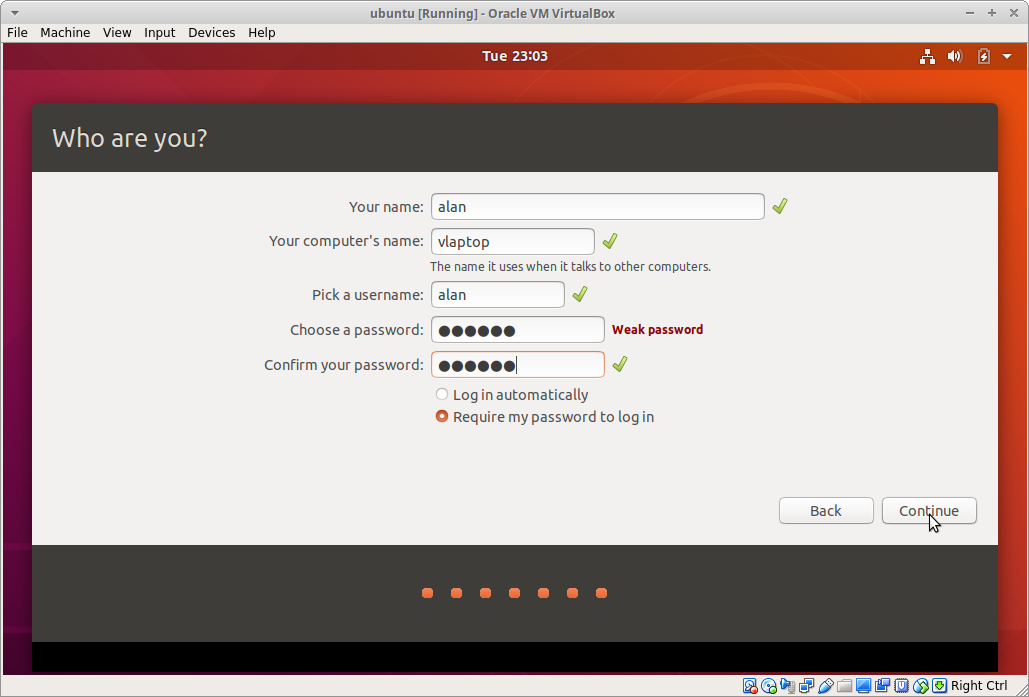 ubuntu [Running] - Oracle VM VirtualBox
File Machine View Input Devices Help
Tue 23:03
Who are you?
Your name: alan
Your computer's name: vlaptop
The name it uses when it talks to other computers.
Pick a username: alan
Choose a password: ●●●●●● Weak password
Confirm your password: ●●●●●●
Log in automatically
Require my password to log in
Back Continue
Right Ctrl